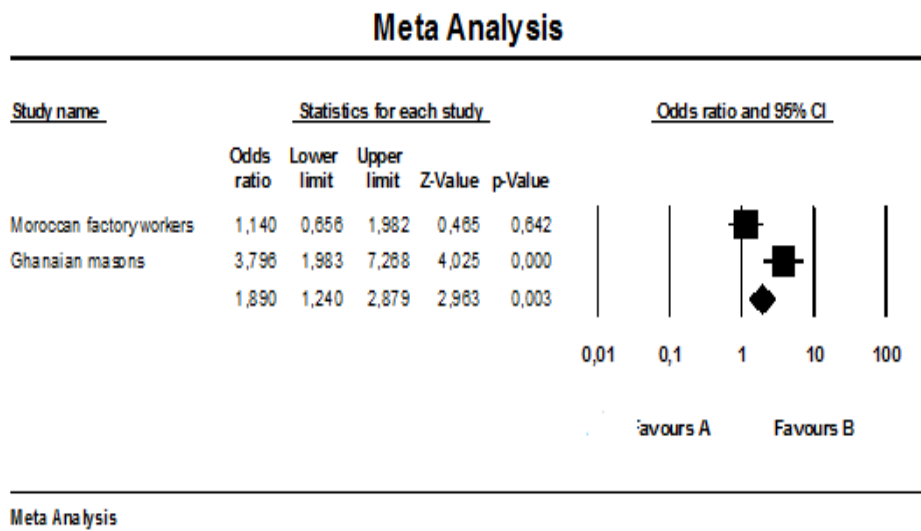 Meta Analysis
Study name Statistics for each study Odds ratio and 95% CI
Odds Lower Upper
ratio limit limit Z-Value p-Value
Moroccan factory workers 1,140 0,656 1,982 0,465 0,642
Ghanaian masons 3,796 1,983 7,268 4,025 0,000
1,890 1,240 2,879 2,963 0,003
0,01 0,1 1 10 100
avours A Favours B
Meta Analysis